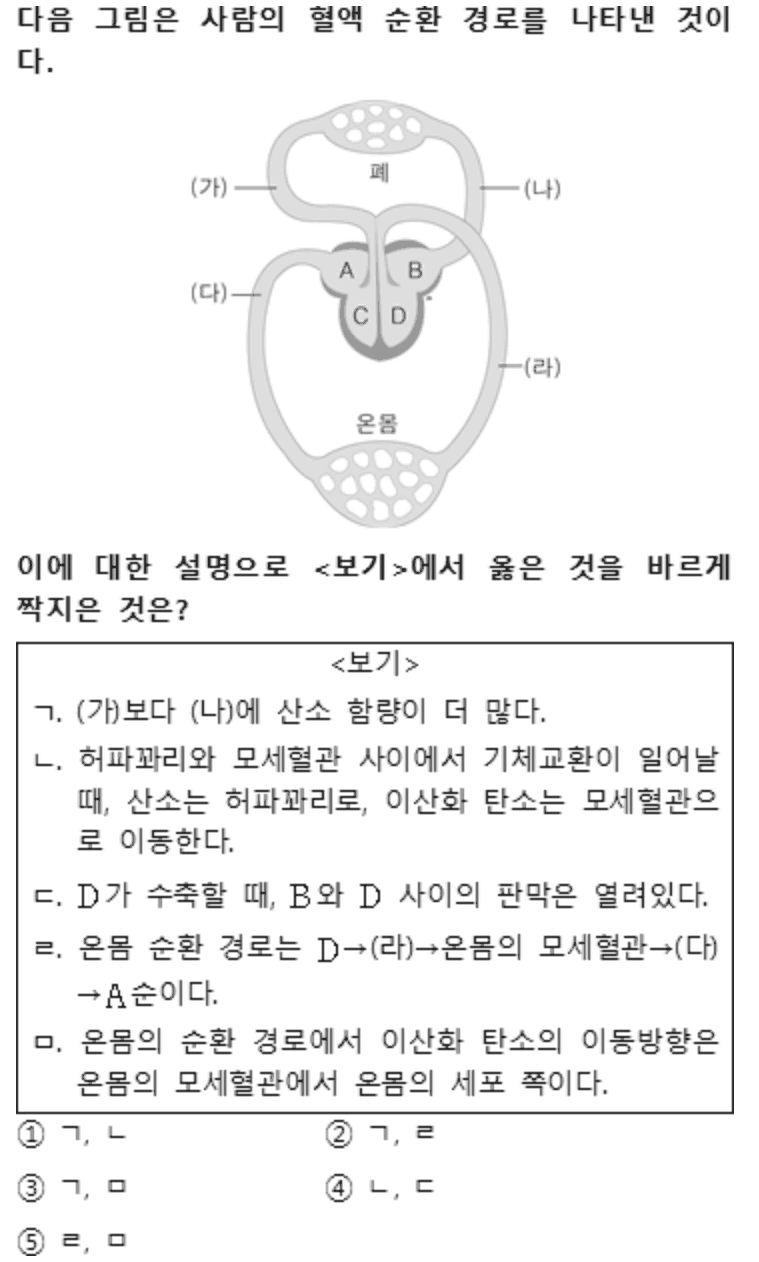 다음 그림은 사람의 혈액 순환 경로를 나타낸 것이
다.
폐
(가)
(나)
A
B
(다)
C
D
(라)
온몸
이에 대한 설명으로 <보기>에서 옳은 것을 바르게
짝지은 것은?
<보기>
ㄱ. (가)보다 (나)에 산소 함량이 더 많다.
ㄴ. 허파꽈리와 모세혈관 사이에서 기체교환이 일어날
때, 산소는 허파꽈리로, 이산화 탄소는 모세혈관으
로 이동한다.
ㄷ. D가 수축할 때, B와 D 사이의 판막은 열려있다.
ㄹ. 온몸 순환 경로는 D→(라)→온몸의 모세혈관→(다)
→A순이다.
ㅁ. 온몸의 순환 경로에서 이산화 탄소의 이동방향은
온몸의 모세혈관에서 온몸의 세포 쪽이다.
① ㄱ, ㄴ ② ㄱ, ㄹ
③ ㄱ, ㅁ ④ ㄴ, ㄷ
⑤ ㄹ, ㅁ